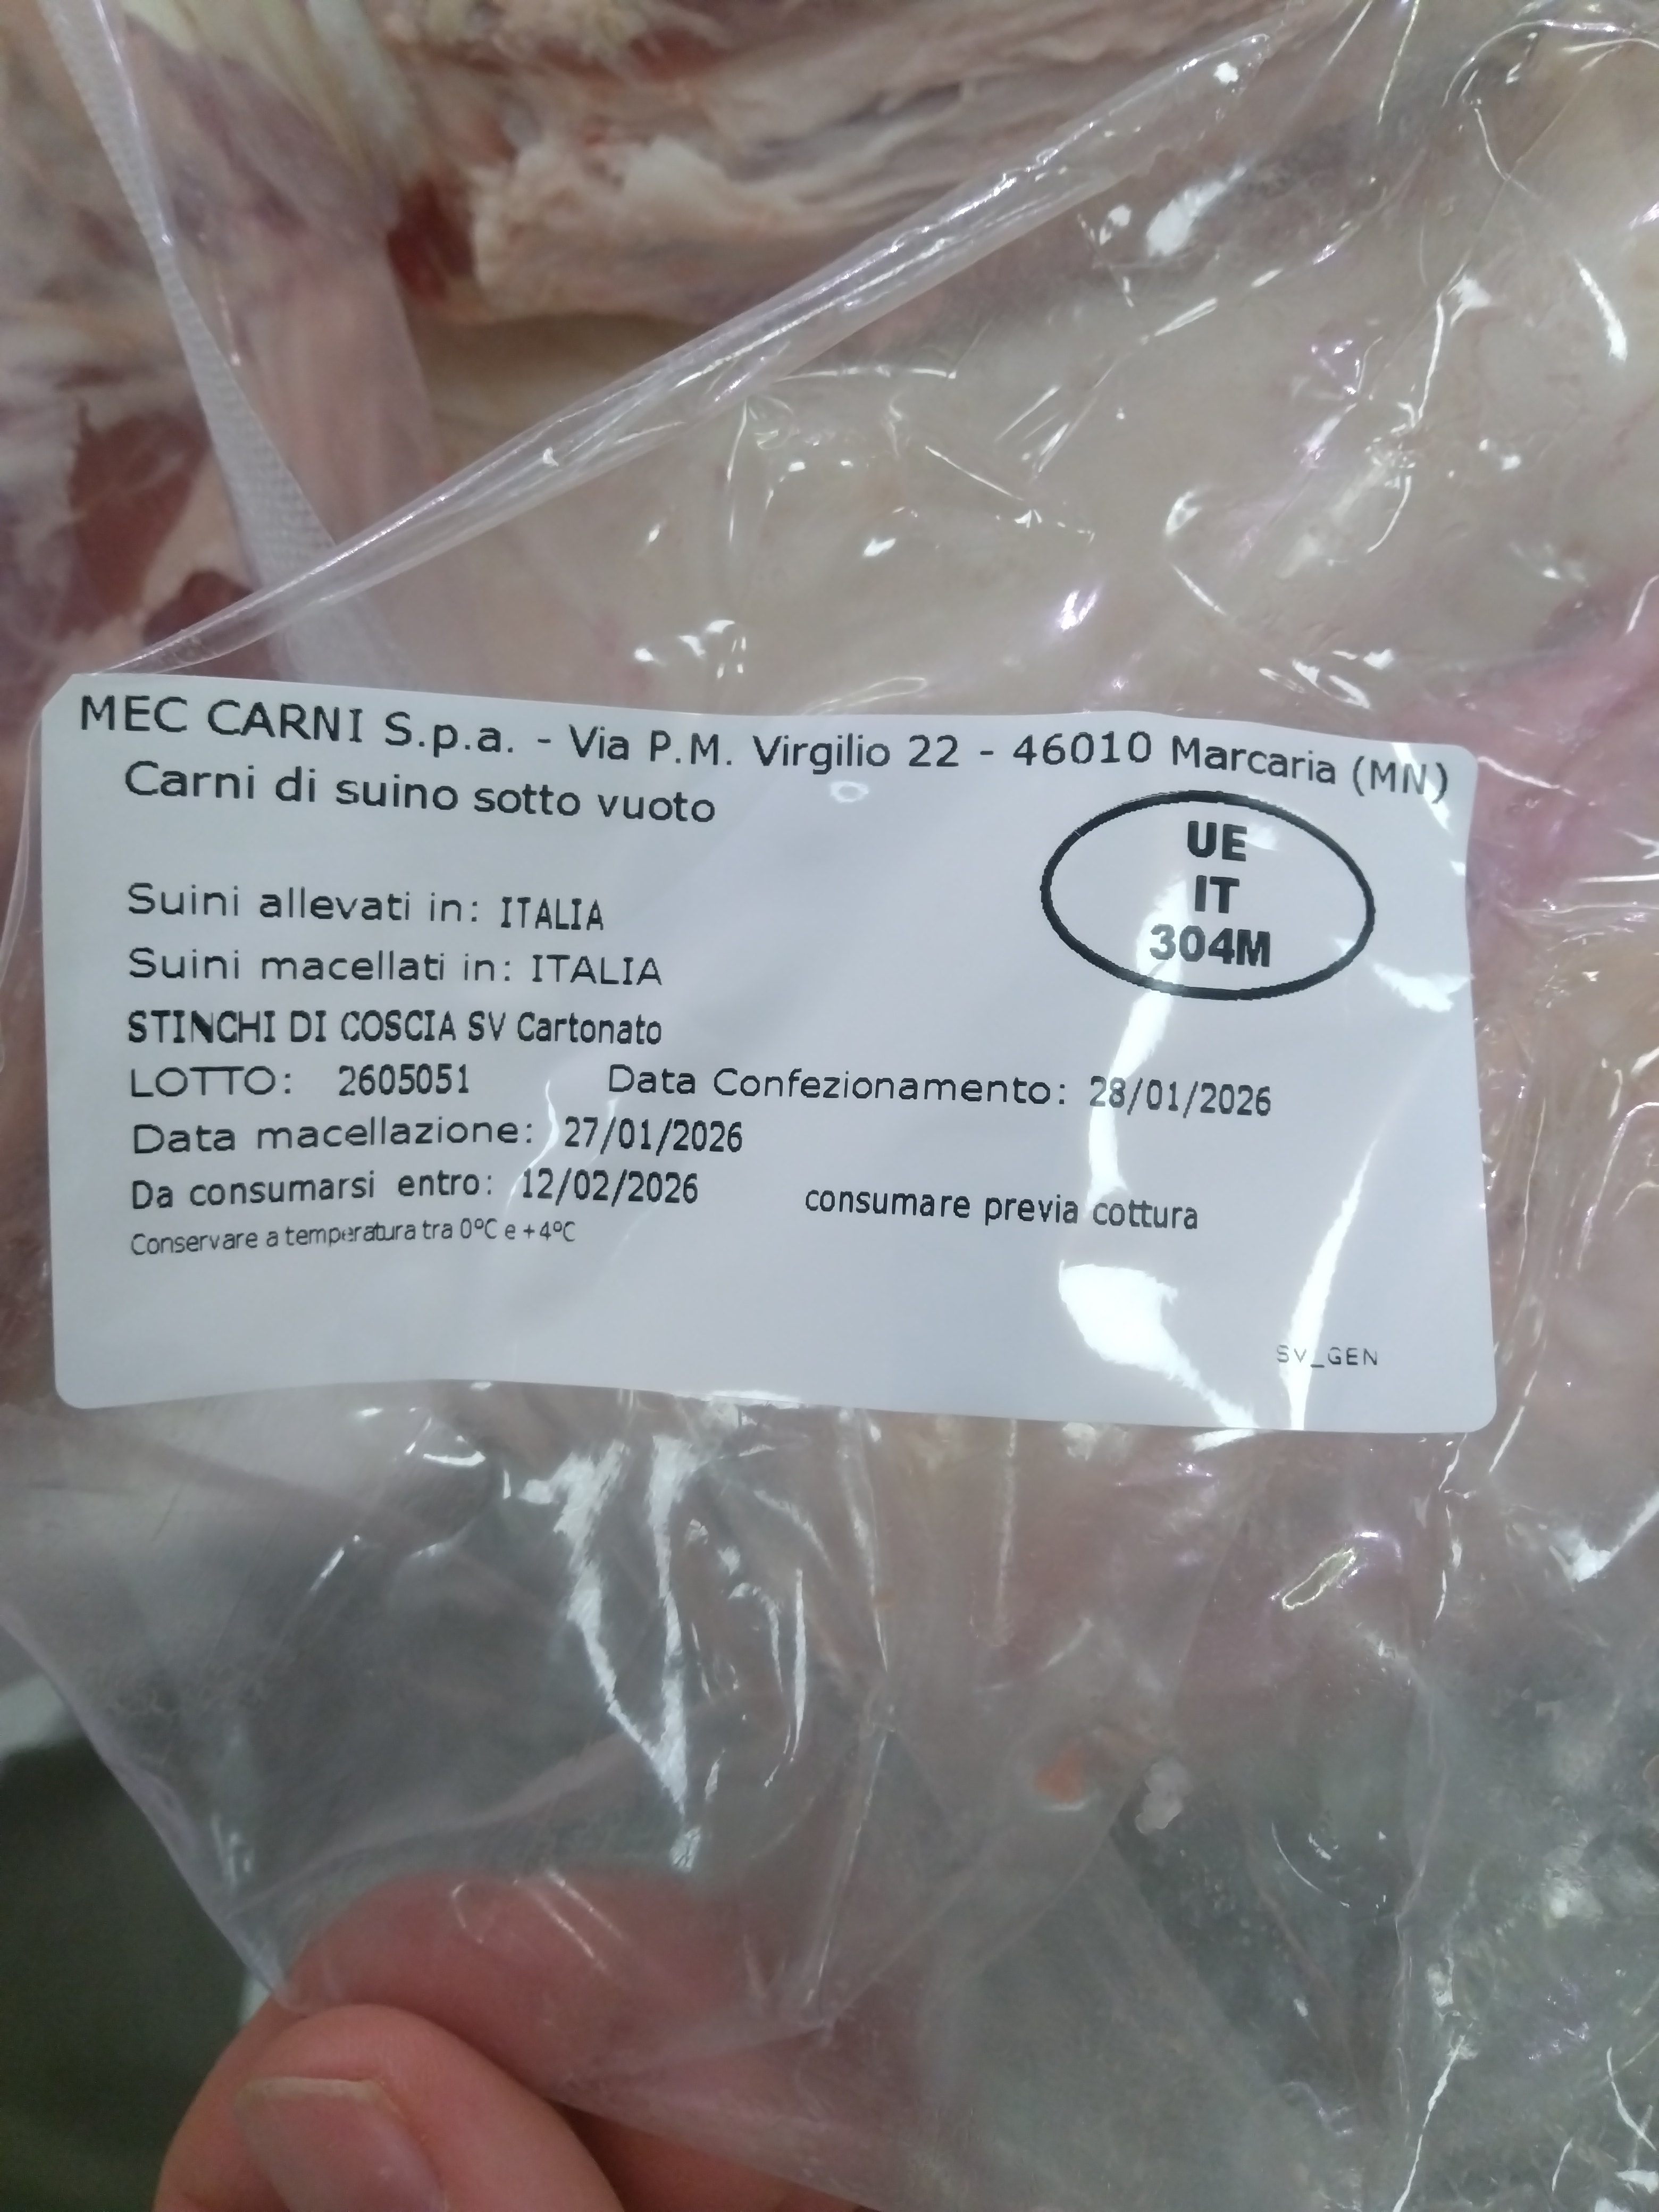 MEC CARNI S.p.a. - Via P.M. Virgilio 22 - 46010 Marcaria (MN)
Carni di suino sotto vuoto
UE
IT
304M
Suini allevati in: ITALIA
Suini macellati in: ITALIA
STINCHI DI COSCIA SV Cartonato
LOTTO: 2605051 Data Confezionamento: 28/01/2026
Data macellazione: 27/01/2026
Da consumarsi entro: 12/02/2026 consumare previa cottura
Conservare a temperatura tra 0°C e +4°C
SV_GEN